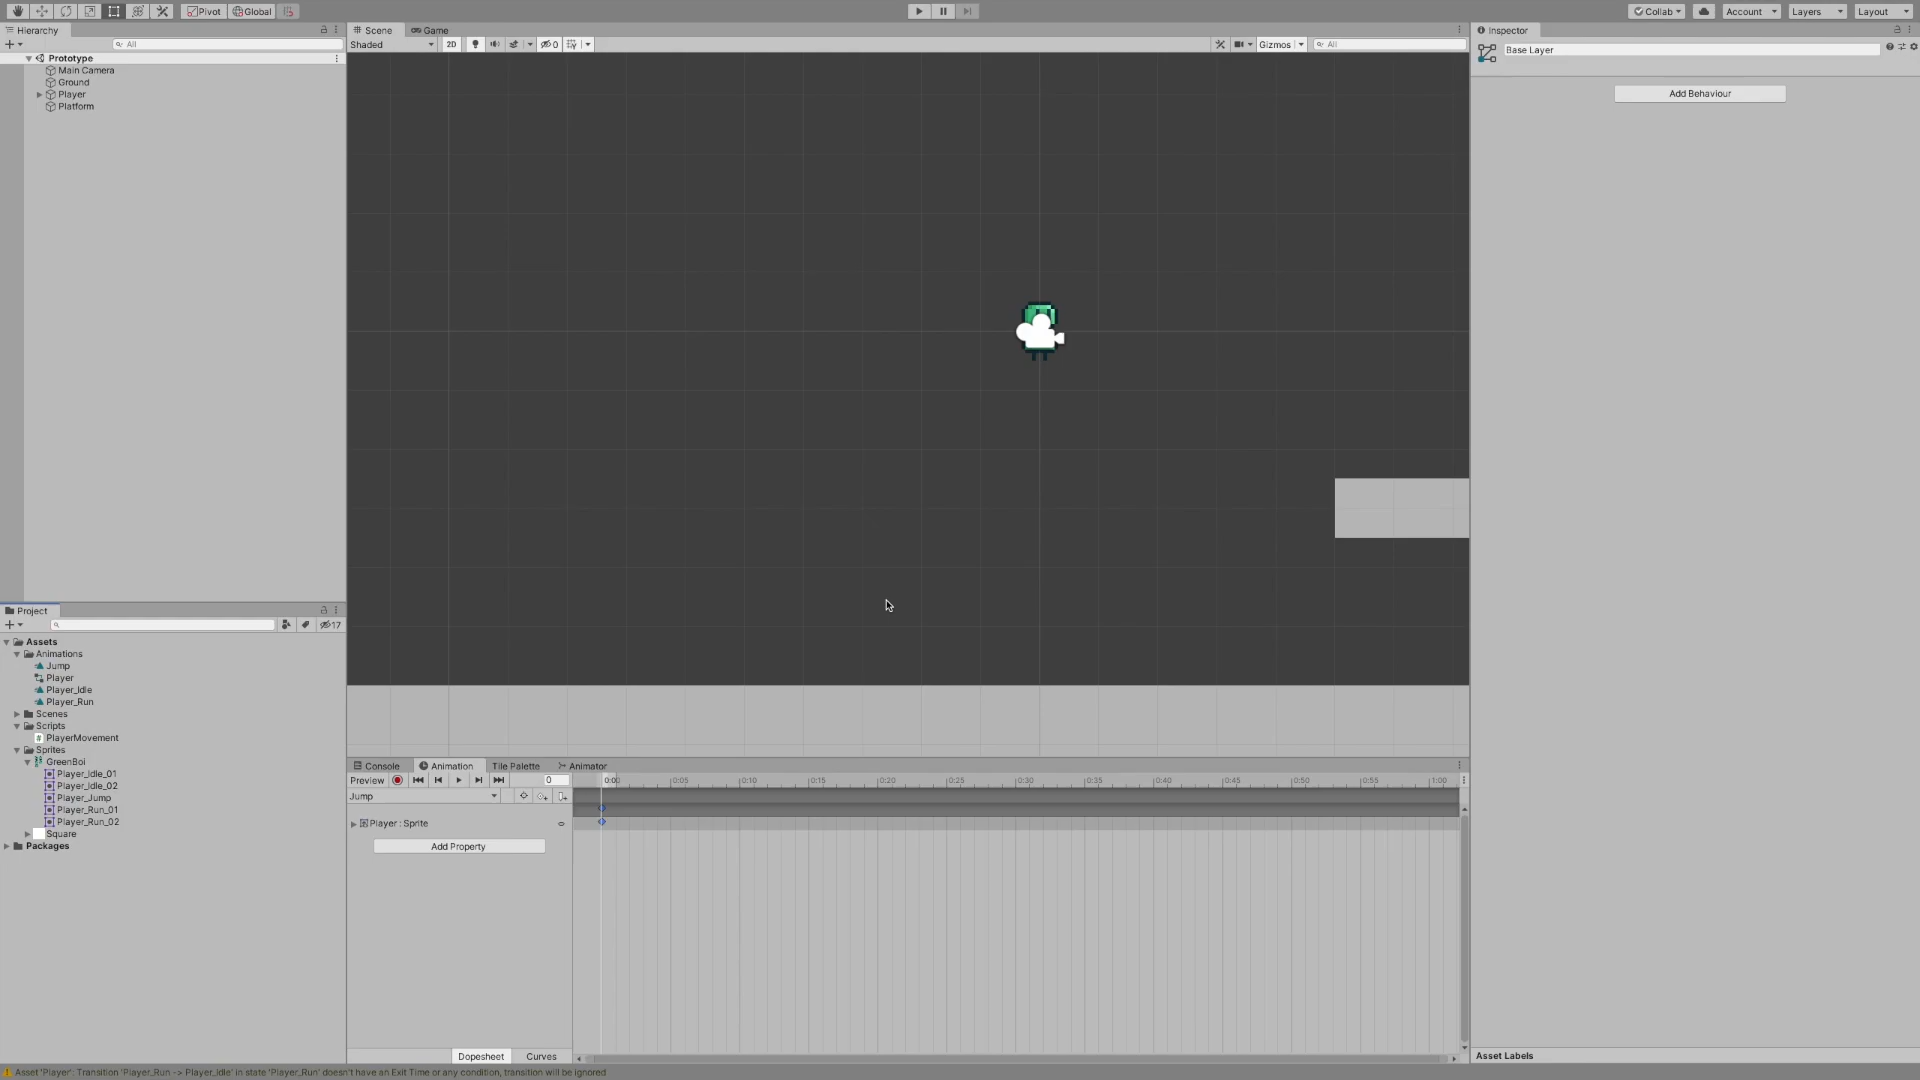 Pivot Global Collab Account Layers Layout
Hierarchy
All
Prototype
Main Camera
Ground
Player
Platform
Scene Game
Shaded 2D 0 Gizmos All
Inspector
Base Layer
Add Behaviour
Project
17
Assets
Animations
Jump
Player
Player_Idle
Player_Run
Scenes
Scripts
PlayerMovement
Sprites
GreenBoi
Player_Idle_01
Player_Idle_02
Player_Jump
Player_Run_01
Player_Run_02
Square
Packages
Console Animation Tile Palette Animator
Preview 0 0:00 0:05 0:10 0:15 0:20 0:25 0:30 0:35 0:40 0:45 0:50 0:55 1:00
Jump
Player : Sprite
Add Property
Dopesheet Curves
Asset Labels
Asset 'Player': Transition 'Player_Run -> Player_Idle' in state 'Player_Run' doesn't have an Exit Time or any condition, transition will be ignored